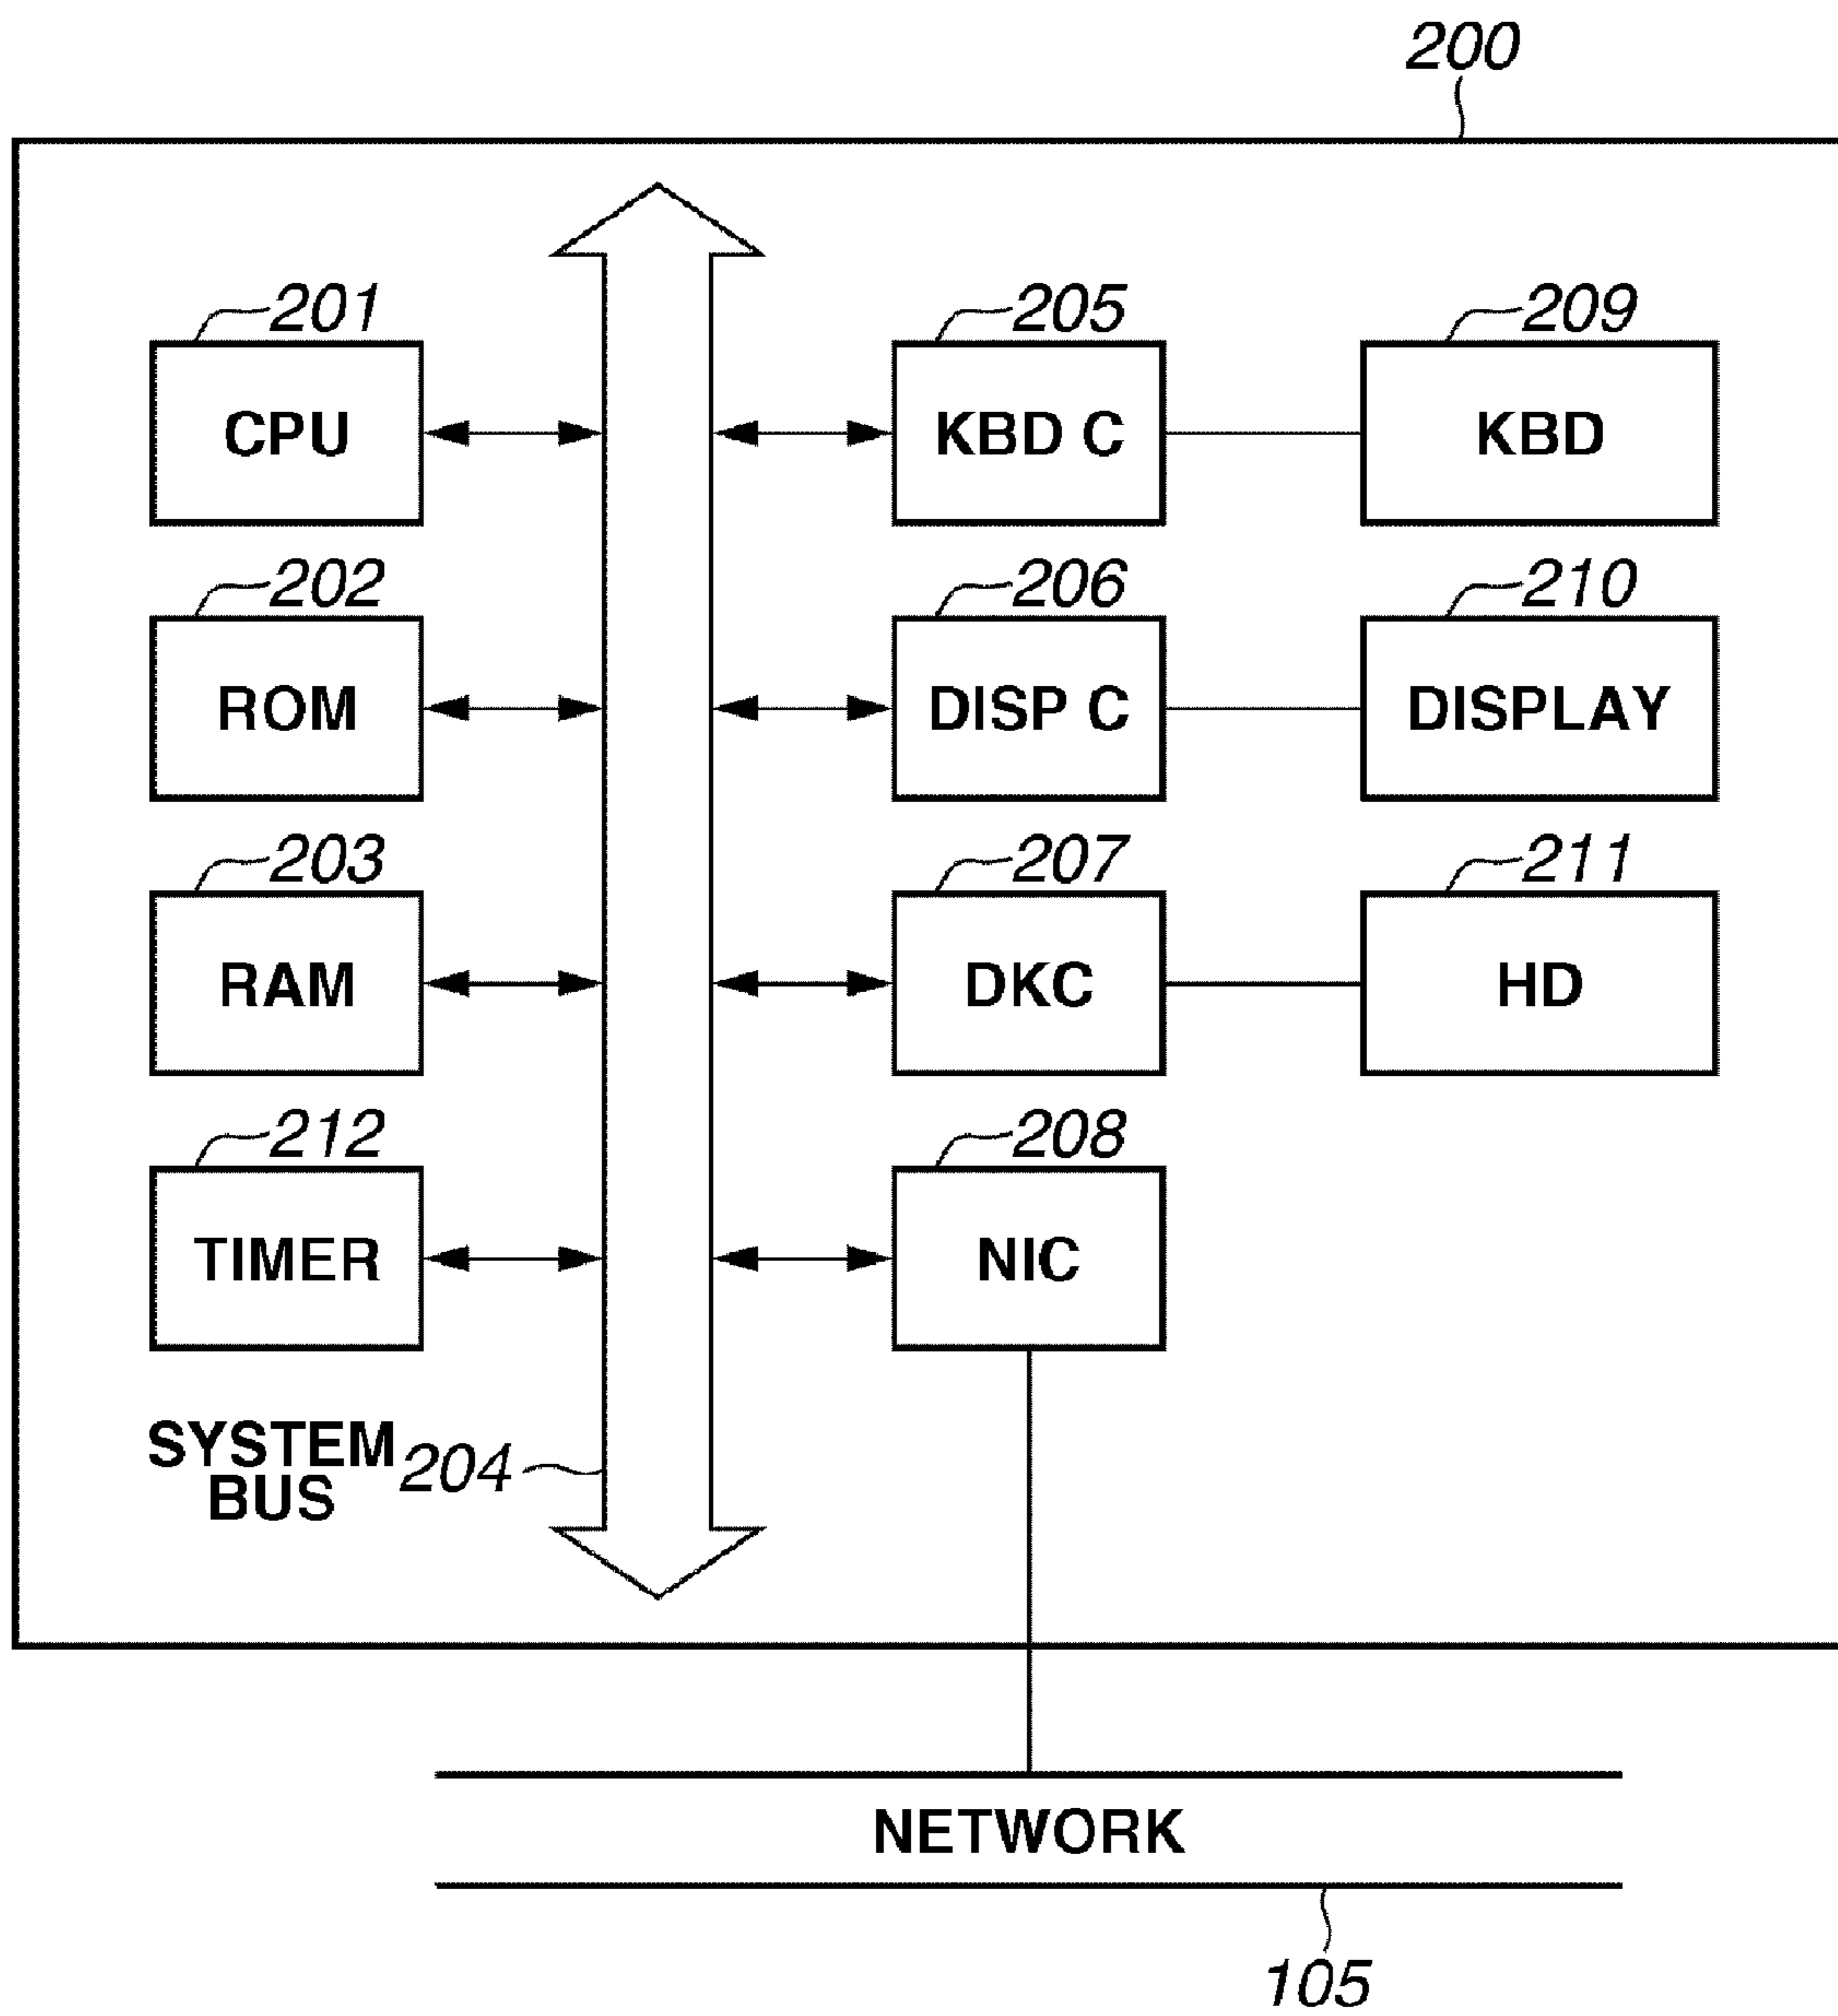 200
201
205
209
CPU
KBD C
KBD
202
206
210
ROM
DISP C
DISPLAY
203
207
211
RAM
DKC
HD
212
208
TIMER
NIC
SYSTEM
BUS
204
NETWORK
105